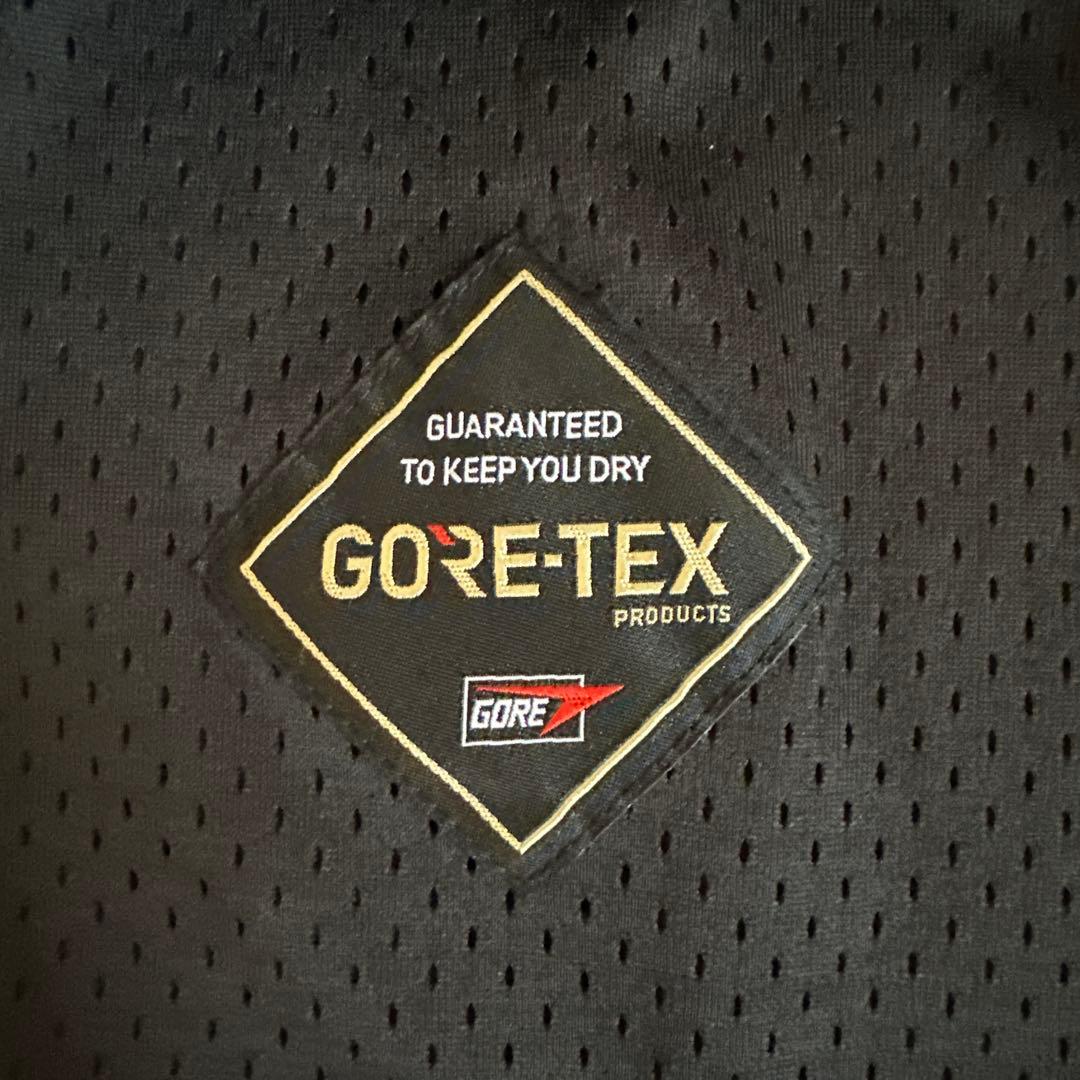 GUARANTEED
TO KEEP YOU DRY
GORE-TEX
PRODUCTS
GORE